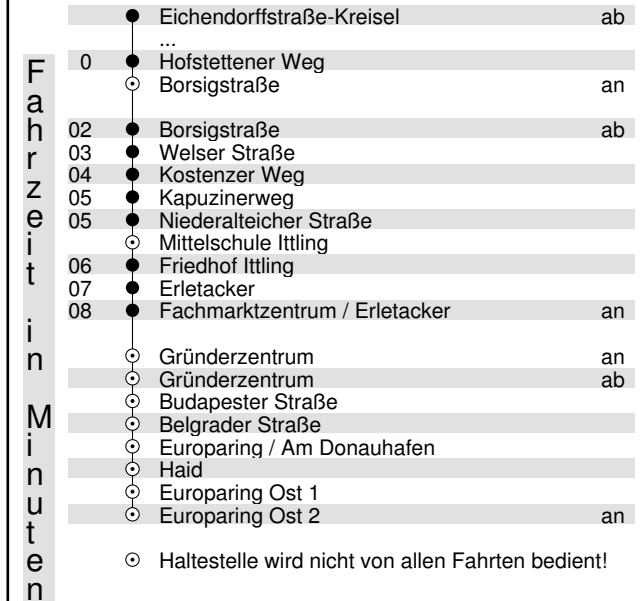 Fahrzeit in Minuten
Eichendorffstraße-Kreisel ab
...
0 Hofstettener Weg
Borsigstraße an
02 Borsigstraße ab
03 Welser Straße
04 Kostenzer Weg
05 Kapuzinerweg
05 Niederalteicher Straße
Mittelschule Ittling
06 Friedhof Ittling
07 Erletacker
08 Fachmarktzentrum / Erletacker an
Gründerzentrum an
Gründerzentrum ab
Budapester Straße
Belgrader Straße
Europaring / Am Donauhafen
Haid
Europaring Ost 1
Europaring Ost 2 an
Haltestelle wird nicht von allen Fahrten bedient!